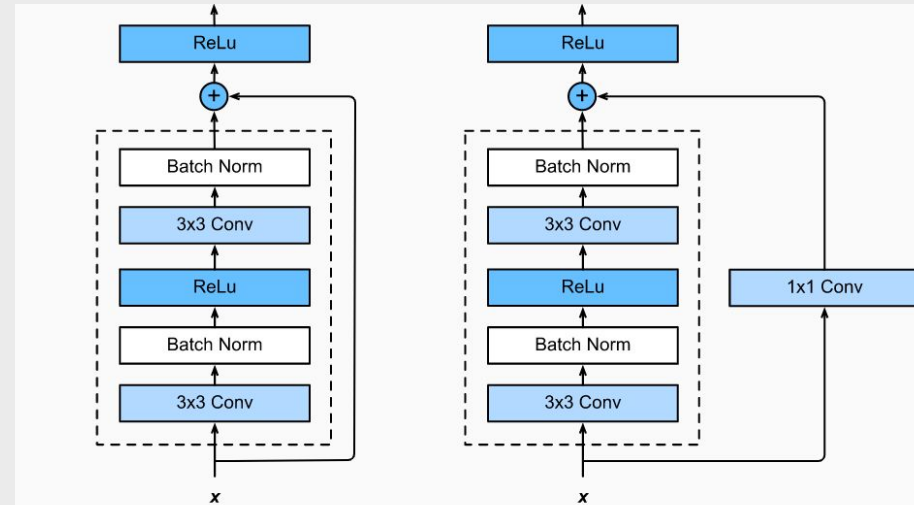 ReLu
+
Batch Norm
3x3 Conv
ReLu
Batch Norm
3x3 Conv
x
ReLu
+
Batch Norm
3x3 Conv
ReLu
Batch Norm
3x3 Conv
1x1 Conv
x